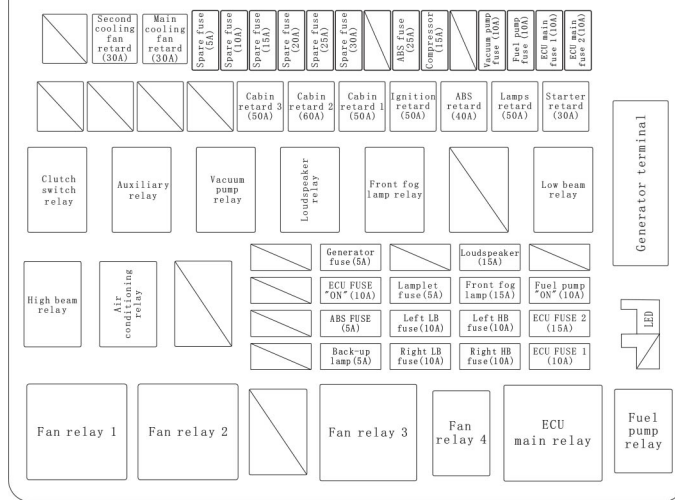 Second
cooling
fan
retard
(30A)
Main
cooling
fan
retard
(30A)
Spare fuse
(5A)
Spare fuse
(10A)
Spare fuse
(15A)
Spare fuse
(20A)
Spare fuse
(25A)
Spare fuse
(30A)
ABS fuse
(25A)
Compressor
(15A)
Vacuum pump
fuse (10A)
Fuel pump
fuse (10A)
ECU main
fuse 1(10A)
ECU main
fuse 2(10A)
Cabin
retard 3
(50A)
Cabin
retard 2
(60A)
Cabin
retard 1
(50A)
Ignition
retard
(50A)
ABS
retard
(40A)
Lamps
retard
(50A)
Starter
retard
(30A)
Generator terminal
Clutch
switch
relay
Auxiliary
relay
Vacuum
pump
relay
Loudspeaker
relay
Front fog
lamp relay
Low beam
relay
Generator
fuse(5A)
Loudspeaker
(15A)
High beam
relay
Air
conditioning
relay
ECU FUSE
"ON"(10A)
Lamplet
fuse(5A)
Front fog
lamp(15A)
Fuel pump
"ON"(10A)
ABS FUSE
(5A)
Left LB
fuse(10A)
Left HB
fuse(10A)
ECU FUSE 2
(15A)
LED
Back-up
lamp(5A)
Right LB
fuse(10A)
Right HB
fuse(10A)
ECU FUSE 1
(10A)
Fan relay 1
Fan relay 2
Fan relay 3
Fan
relay 4
ECU
main relay
Fuel
pump
relay